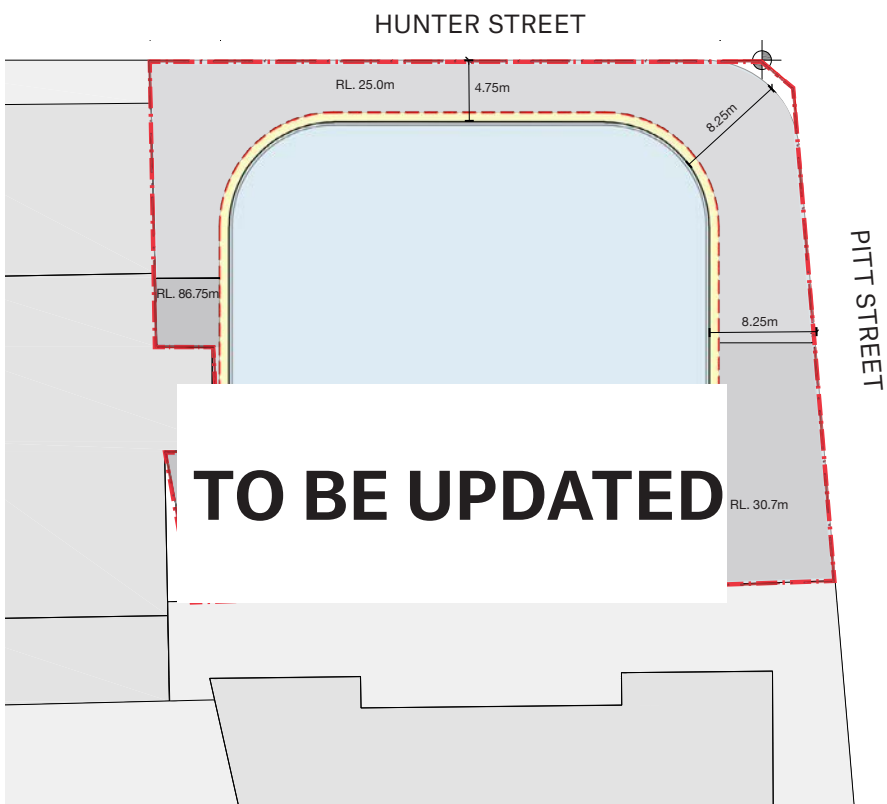 HUNTER STREET
RL. 25.0m
4.75m
8.25m
PITT STREET
RL. 86.75m
8.25m
TO BE UPDATED
RL. 30.7m